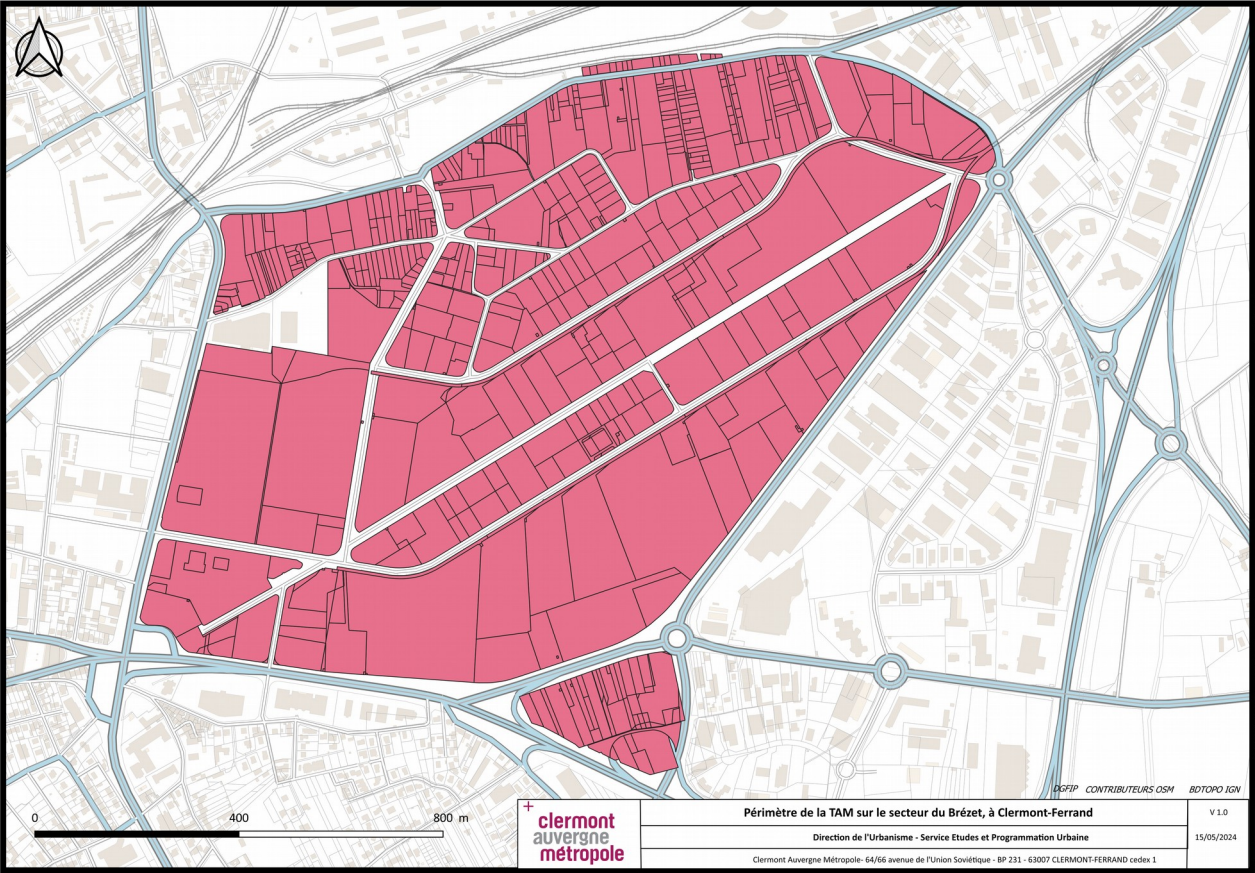 DGFIP CONTRIBUTEURS OSM BDTOPO IGN
0 400 800 m
+
clermont
auvergne
métropole
Périmètre de la TAM sur le secteur du Brézet, à Clermont-Ferrand
Direction de l'Urbanisme - Service Etudes et Programmation Urbaine
Clermont Auvergne Métropole- 64/66 avenue de l'Union Soviétique - BP 231 - 63007 CLERMONT-FERRAND cedex 1
V 1.0
15/05/2024